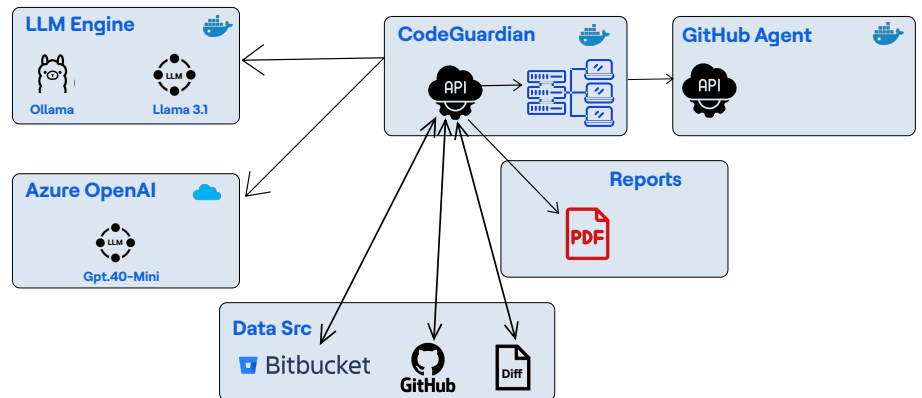 LLM Engine
Ollama
LLM
Llama 3.1
CodeGuardian
API
GitHub Agent
API
Azure OpenAI
LLM
Gpt.40-Mini
Reports
PDF
Data Src
Bitbucket
GitHub
Diff